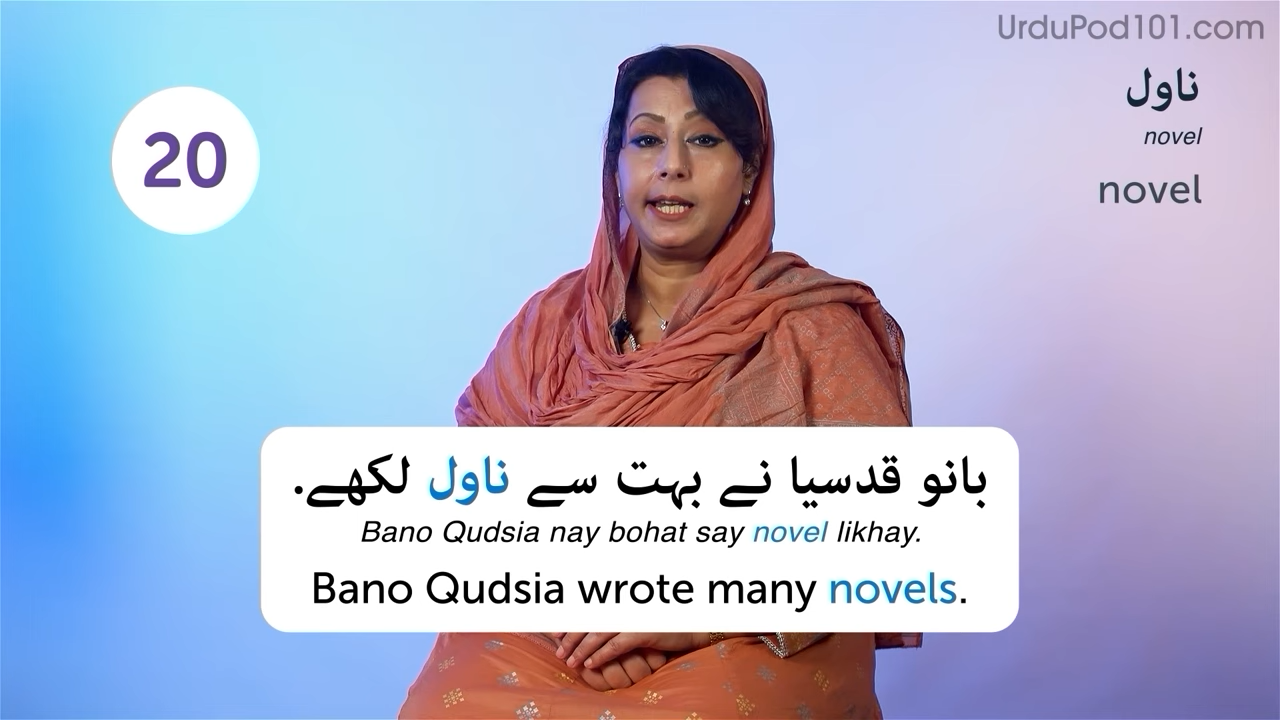 UrduPod101.com
20
ناول
novel
novel
بانو قدسیا نے بہت سے ناول لکھے.
Bano Qudsia nay bohat say novel likhay.
Bano Qudsia wrote many novels.